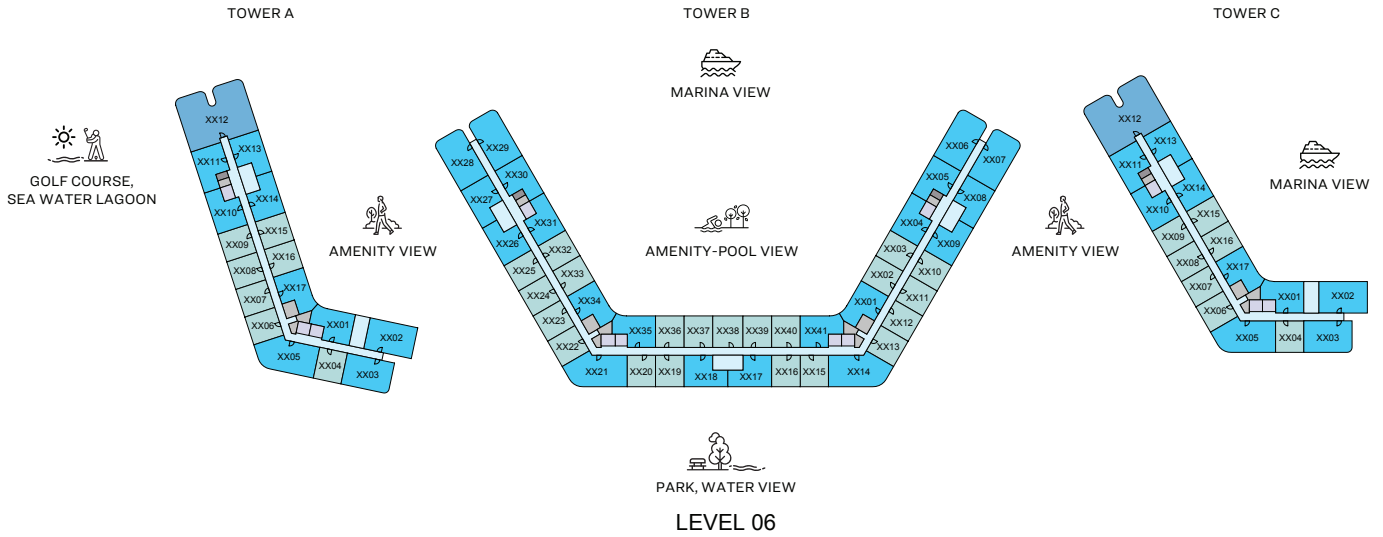 TOWER A
TOWER B
TOWER C
MARINA VIEW
GOLF COURSE,
SEA WATER LAGOON
AMENITY VIEW
AMENITY-POOL VIEW
AMENITY VIEW
MARINA VIEW
PARK, WATER VIEW
LEVEL 06
XX12
XX11
XX13
XX10
XX14
XX09
XX15
XX08
XX16
XX07
XX17
XX06
XX01
XX02
XX05
XX04
XX03
XX28
XX29
XX27
XX30
XX26
XX31
XX25
XX32
XX24
XX33
XX23
XX34
XX22
XX35
XX36
XX37
XX38
XX39
XX40
XX41
XX21
XX20
XX19
XX18
XX17
XX16
XX15
XX14
XX06
XX07
XX05
XX08
XX04
XX09
XX03
XX10
XX02
XX11
XX01
XX12
XX13
XX12
XX11
XX13
XX10
XX14
XX09
XX15
XX08
XX16
XX07
XX17
XX06
XX01
XX02
XX05
XX04
XX03